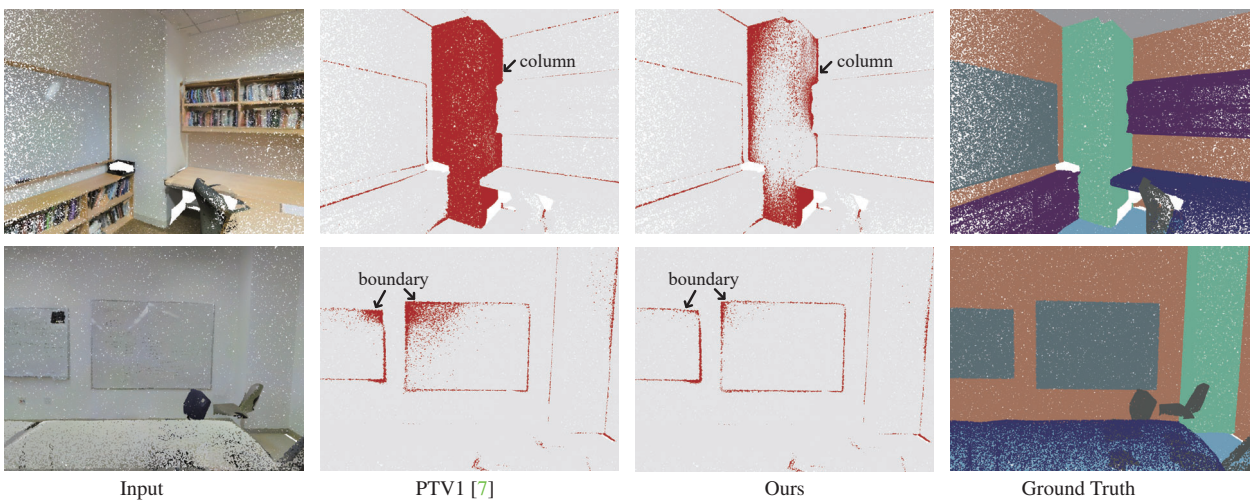 column
column
boundary
boundary
Input
PTV1 [7]
Ours
Ground Truth